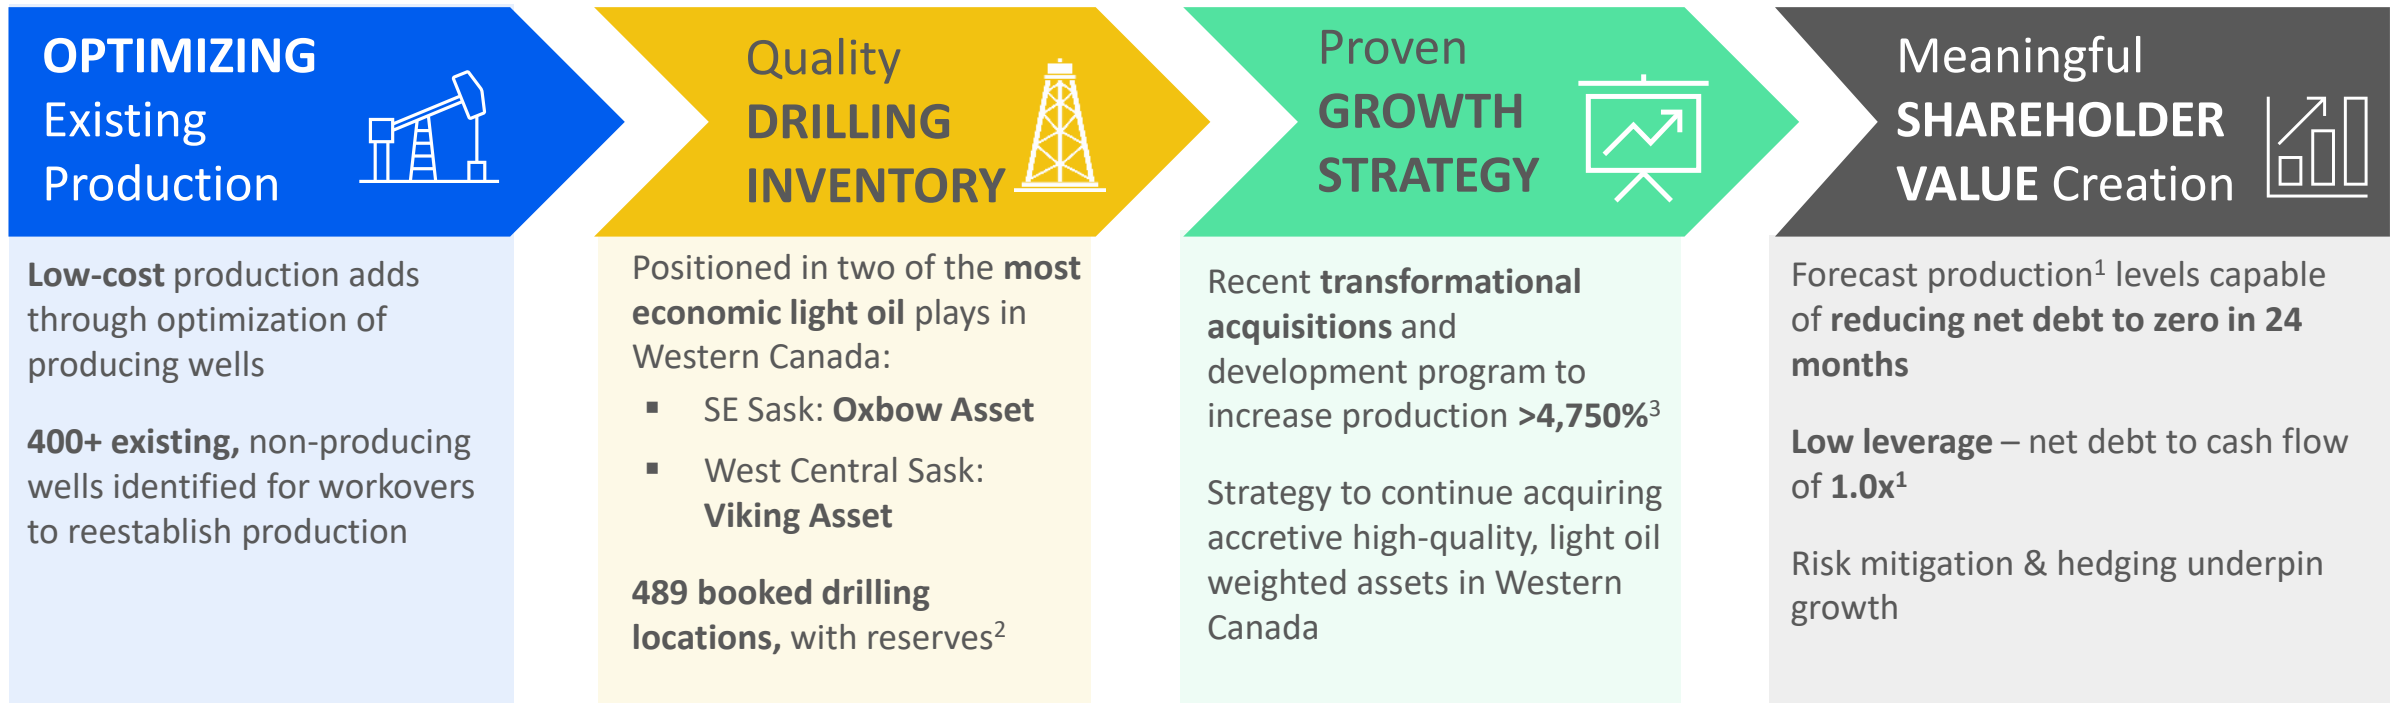 OPTIMIZING
Existing
Production
Low-cost production adds
through optimization of
producing wells
400+ existing, non-producing
wells identified for workovers
to reestablish production
Quality
DRILLING
INVENTORY
Positioned in two of the most
economic light oil plays in
Western Canada:
▪ SE Sask: Oxbow Asset
▪ West Central Sask:
Viking Asset
489 booked drilling
locations, with reserves²
Proven
GROWTH
STRATEGY
Recent transformational
acquisitions and
development program to
increase production >4,750%³
Strategy to continue acquiring
accretive high-quality, light oil
weighted assets in Western
Canada
Meaningful
SHAREHOLDER
VALUE Creation
Forecast production¹ levels capable
of reducing net debt to zero in 24
months
Low leverage – net debt to cash flow
of 1.0x¹
Risk mitigation & hedging underpin
growth